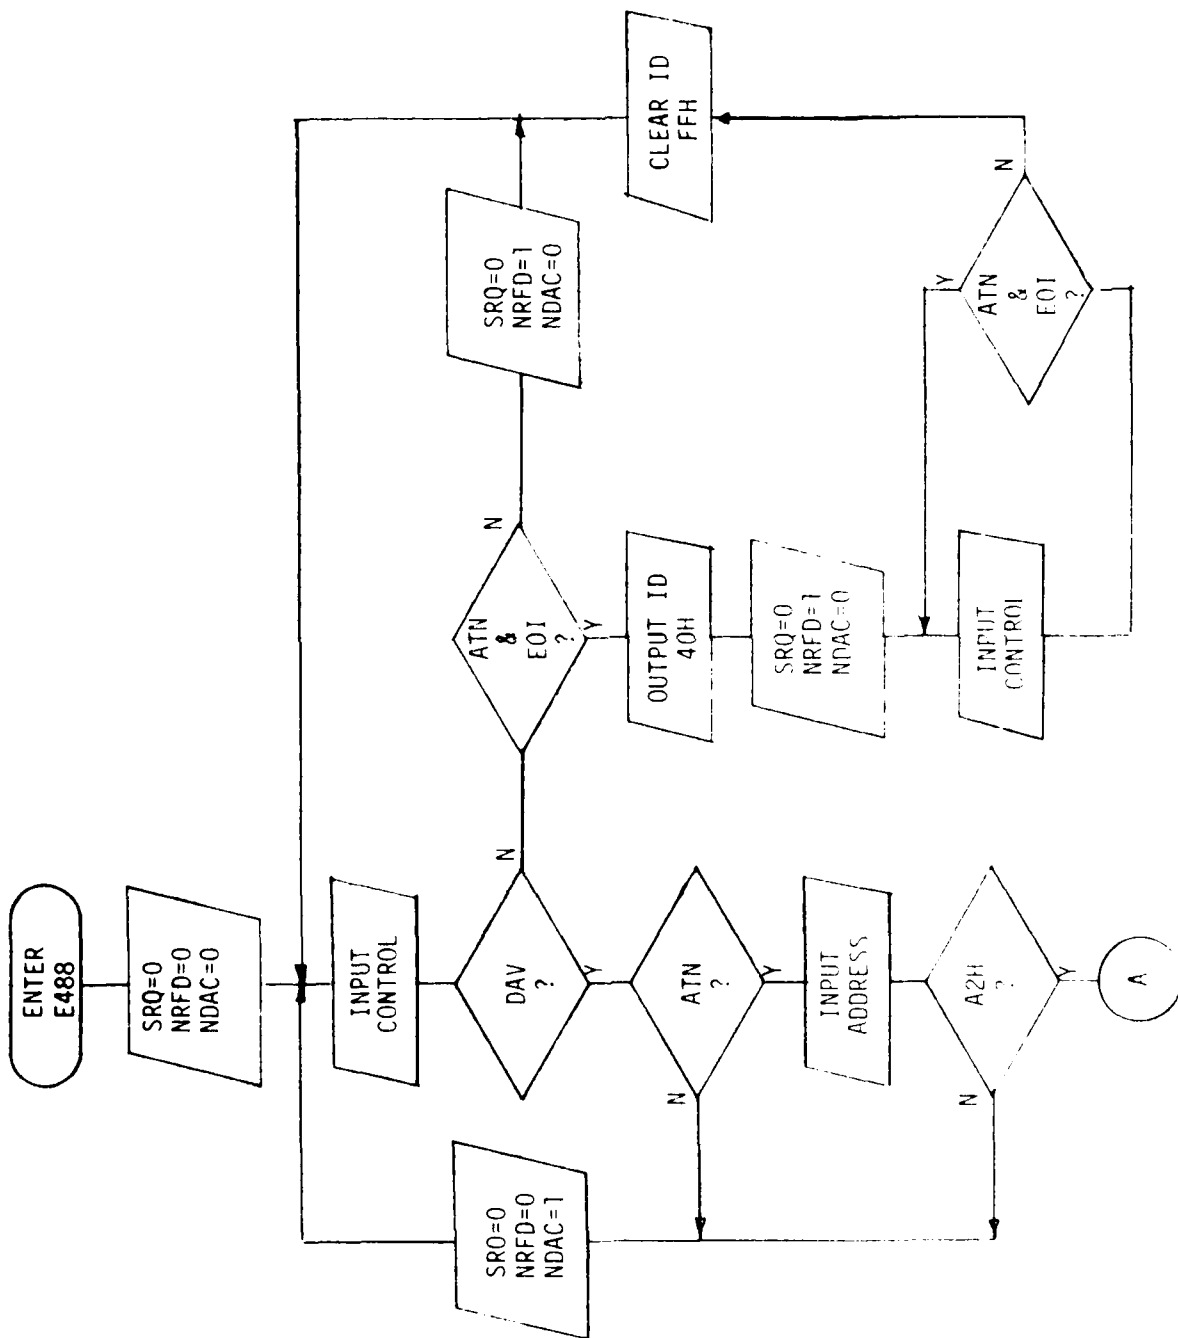 ENTER
E488
SRQ=0
NRFD=0
NDAC=0
INPUT
CONTROL
DAV
?
N
Y
ATN
?
N
Y
INPUT
ADDRESS
A2H
?
N
Y
A
SRQ=0
NRFD=0
NDAC=1
ATN
&
EOI
?
N
Y
SRQ=0
NRFD=1
NDAC=0
OUTPUT ID
40H
SRQ=0
NRFD=1
NDAC=0
INPUT
CONTROL
ATN
&
EOI
?
Y
N
CLEAR ID
FFH